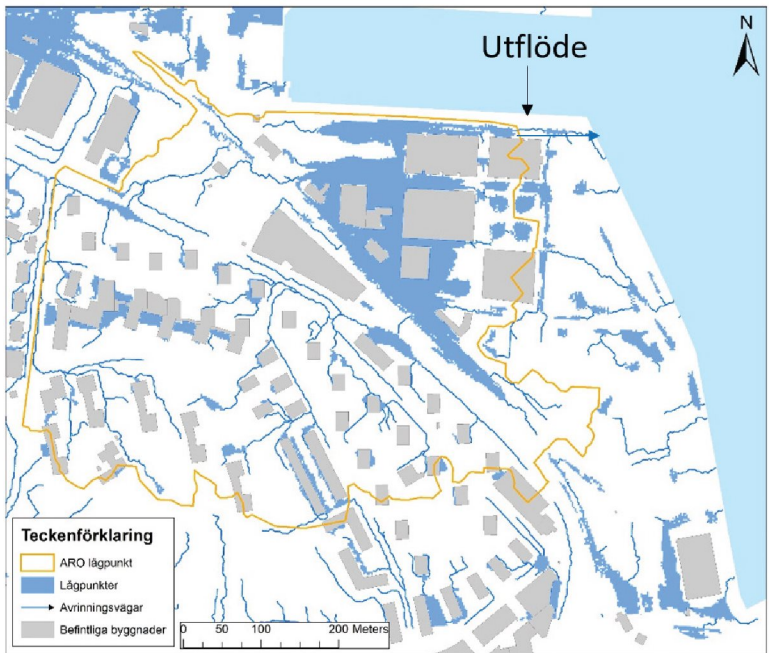 Utflöde
N
Teckenförklaring
ARO lågpunkt
Lågpunkter
Avrinningsvägar
Befintliga byggnader
0 50 100 200 Meters